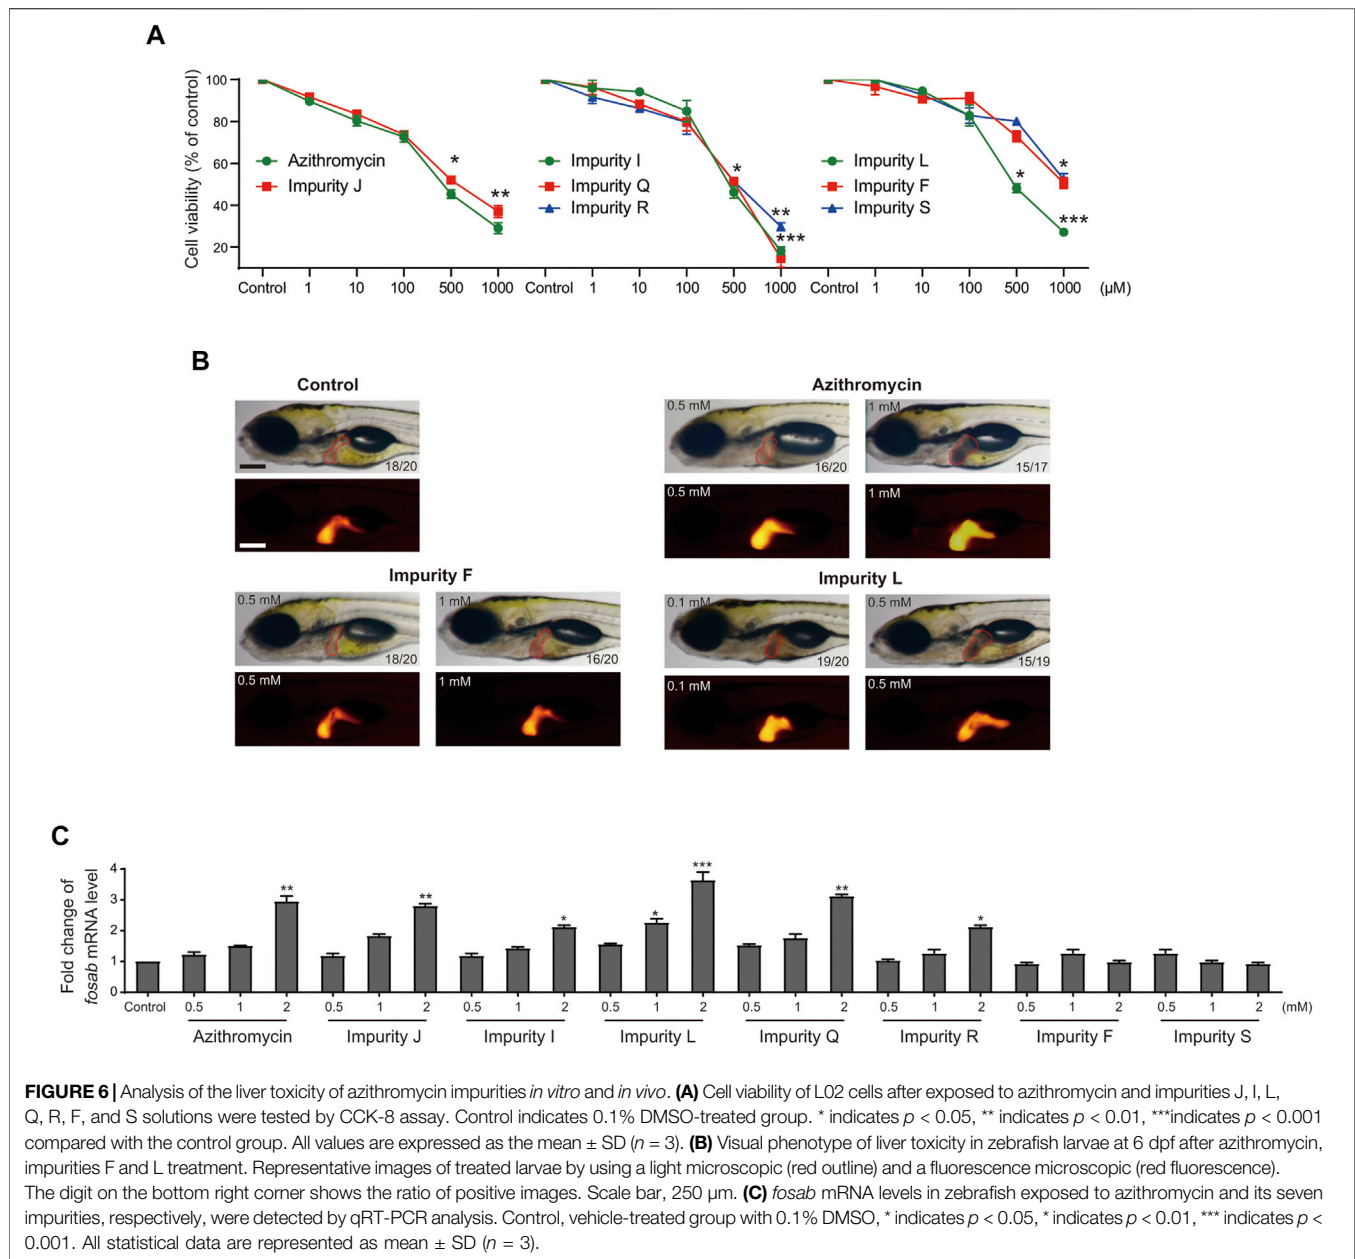 A
Cell viability (% of control)
100
80
60
40
20
Azithromycin
Impurity J
*
**
Control 1 10 100 500 1000
Impurity I
Impurity Q
Impurity R
*
**
***
Control 1 10 100 500 1000
Impurity L
Impurity F
Impurity S
*
*
***
Control 1 10 100 500 1000 (μM)
B
Control
18/20
Azithromycin
0.5 mM 16/20
1 mM 15/17
0.5 mM
1 mM
Impurity F
0.5 mM 18/20
1 mM 16/20
0.5 mM
1 mM
Impurity L
0.1 mM 19/20
0.5 mM 15/19
0.1 mM
0.5 mM
C
Fold change of
fosab mRNA level
4
3
2
1
0
** ** * * *** ** *
Control 0.5 1 2 0.5 1 2 0.5 1 2 0.5 1 2 0.5 1 2 0.5 1 2 0.5 1 2 0.5 1 2 (mM)
Azithromycin Impurity J Impurity I Impurity L Impurity Q Impurity R Impurity F Impurity S
FIGURE 6 | Analysis of the liver toxicity of azithromycin impurities in vitro and in vivo. (A) Cell viability of L02 cells after exposed to azithromycin and impurities J, I, L,
Q, R, F, and S solutions were tested by CCK-8 assay. Control indicates 0.1% DMSO-treated group. * indicates p < 0.05, ** indicates p < 0.01, ***indicates p < 0.001
compared with the control group. All values are expressed as the mean ± SD (n = 3). (B) Visual phenotype of liver toxicity in zebrafish larvae at 6 dpf after azithromycin,
impurities F and L treatment. Representative images of treated larvae by using a light microscopic (red outline) and a fluorescence microscopic (red fluorescence).
The digit on the bottom right corner shows the ratio of positive images. Scale bar, 250 μm. (C) fosab mRNA levels in zebrafish exposed to azithromycin and its seven
impurities, respectively, were detected by qRT-PCR analysis. Control, vehicle-treated group with 0.1% DMSO, * indicates p < 0.05, * indicates p < 0.01, *** indicates p <
0.001. All statistical data are represented as mean ± SD (n = 3).